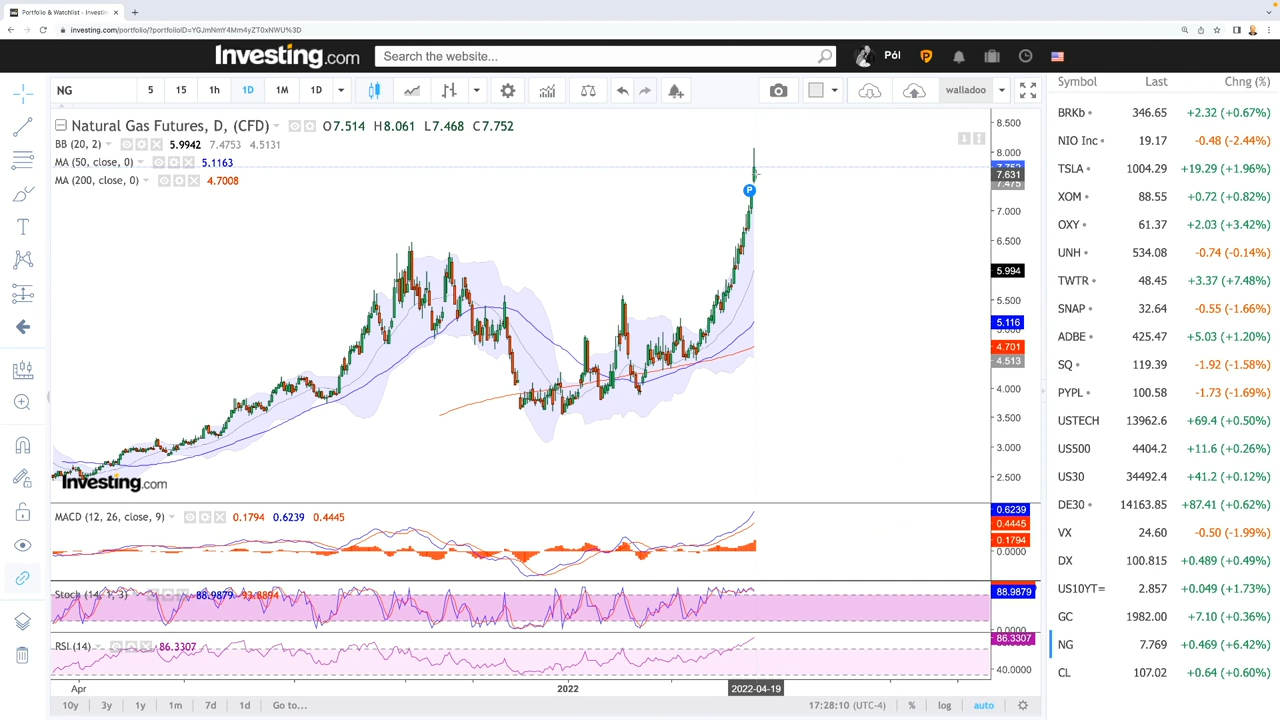 Portfolio & Watchlist - Investin
investing.com/portfolio/?portfolioID=YGJmNmY4Mm4yZT0xNWU%3D
Investing.com Search the website... Pól
NG 5 15 1h 1D 1M 1D walladoo
Natural Gas Futures, D, (CFD) O7.514 H8.061 L7.468 C7.752
BB (20, 2) 5.9942 7.4753 4.5131
MA (50, close, 0) 5.1163
MA (200, close, 0) 4.7008
P
8.500
8.000
7.631
7.475
7.000
6.500
5.994
5.500
5.116
4.701
4.513
4.000
3.500
3.000
2.500
Investing.com
MACD (12, 26, close, 9) 0.1794 0.6239 0.4445
0.6239
0.4445
0.1794
0.0000
Stoch (14, 1, 3) 88.9879 93.8894
88.9879
0.0000
RSI (14) 86.3307
86.3307
40.0000
Apr 2022 2022-04-19
10y 3y 1y 1m 7d 1d Go to... 17:28:10 (UTC-4) % log auto
Symbol Last Chng (%)
BRKb 346.65 +2.32 (+0.67%)
NIO Inc 19.17 -0.48 (-2.44%)
TSLA 1004.29 +19.29 (+1.96%)
XOM 88.55 +0.72 (+0.82%)
OXY 61.37 +2.03 (+3.42%)
UNH 534.08 -0.74 (-0.14%)
TWTR 48.45 +3.37 (+7.48%)
SNAP 32.64 -0.55 (-1.66%)
ADBE 425.47 +5.03 (+1.20%)
SQ 119.39 -1.92 (-1.58%)
PYPL 100.58 -1.73 (-1.69%)
USTECH 13962.6 +69.4 (+0.50%)
US500 4404.2 +11.6 (+0.26%)
US30 34492.4 +41.2 (+0.12%)
DE30 14163.85 +87.41 (+0.62%)
VX 24.60 -0.50 (-1.99%)
DX 100.815 +0.489 (+0.49%)
US10YT= 2.857 +0.049 (+1.73%)
GC 1982.00 +7.10 (+0.36%)
NG 7.769 +0.469 (+6.42%)
CL 107.02 +0.64 (+0.60%)